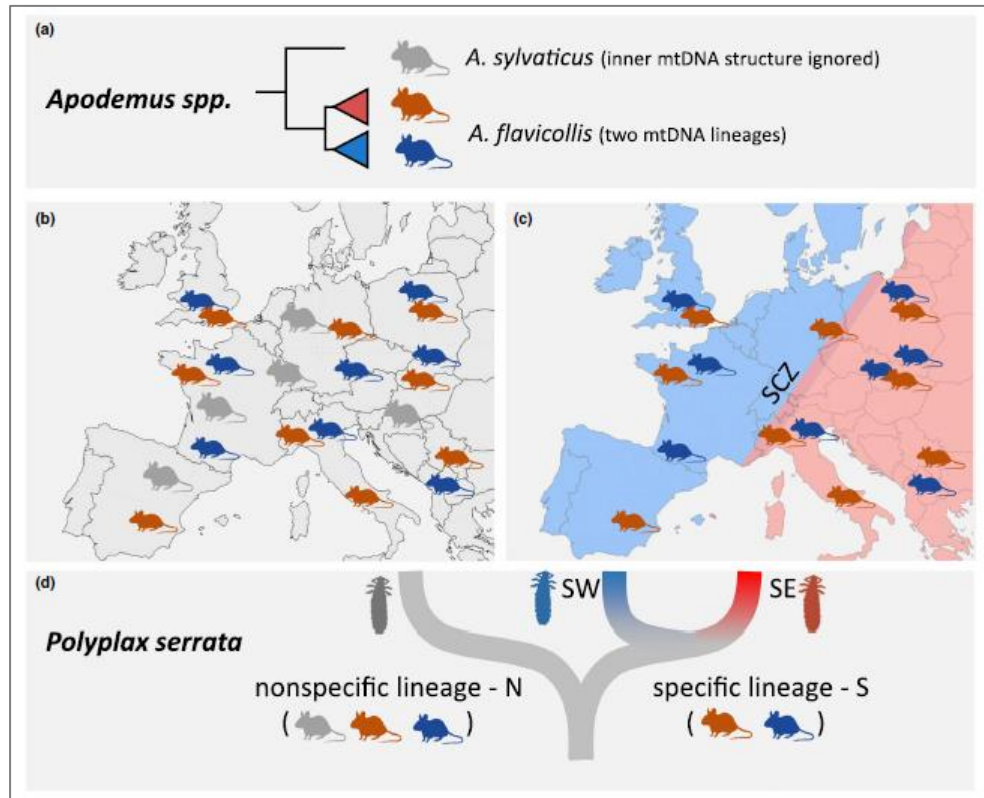 (a)
A. sylvaticus (inner mtDNA structure ignored)
Apodemus spp.
A. flavicollis (two mtDNA lineages)
(b)
(c)
SCZ
(d)
SW
SE
Polyplax serrata
nonspecific lineage - N
specific lineage - S
(            )
(        )